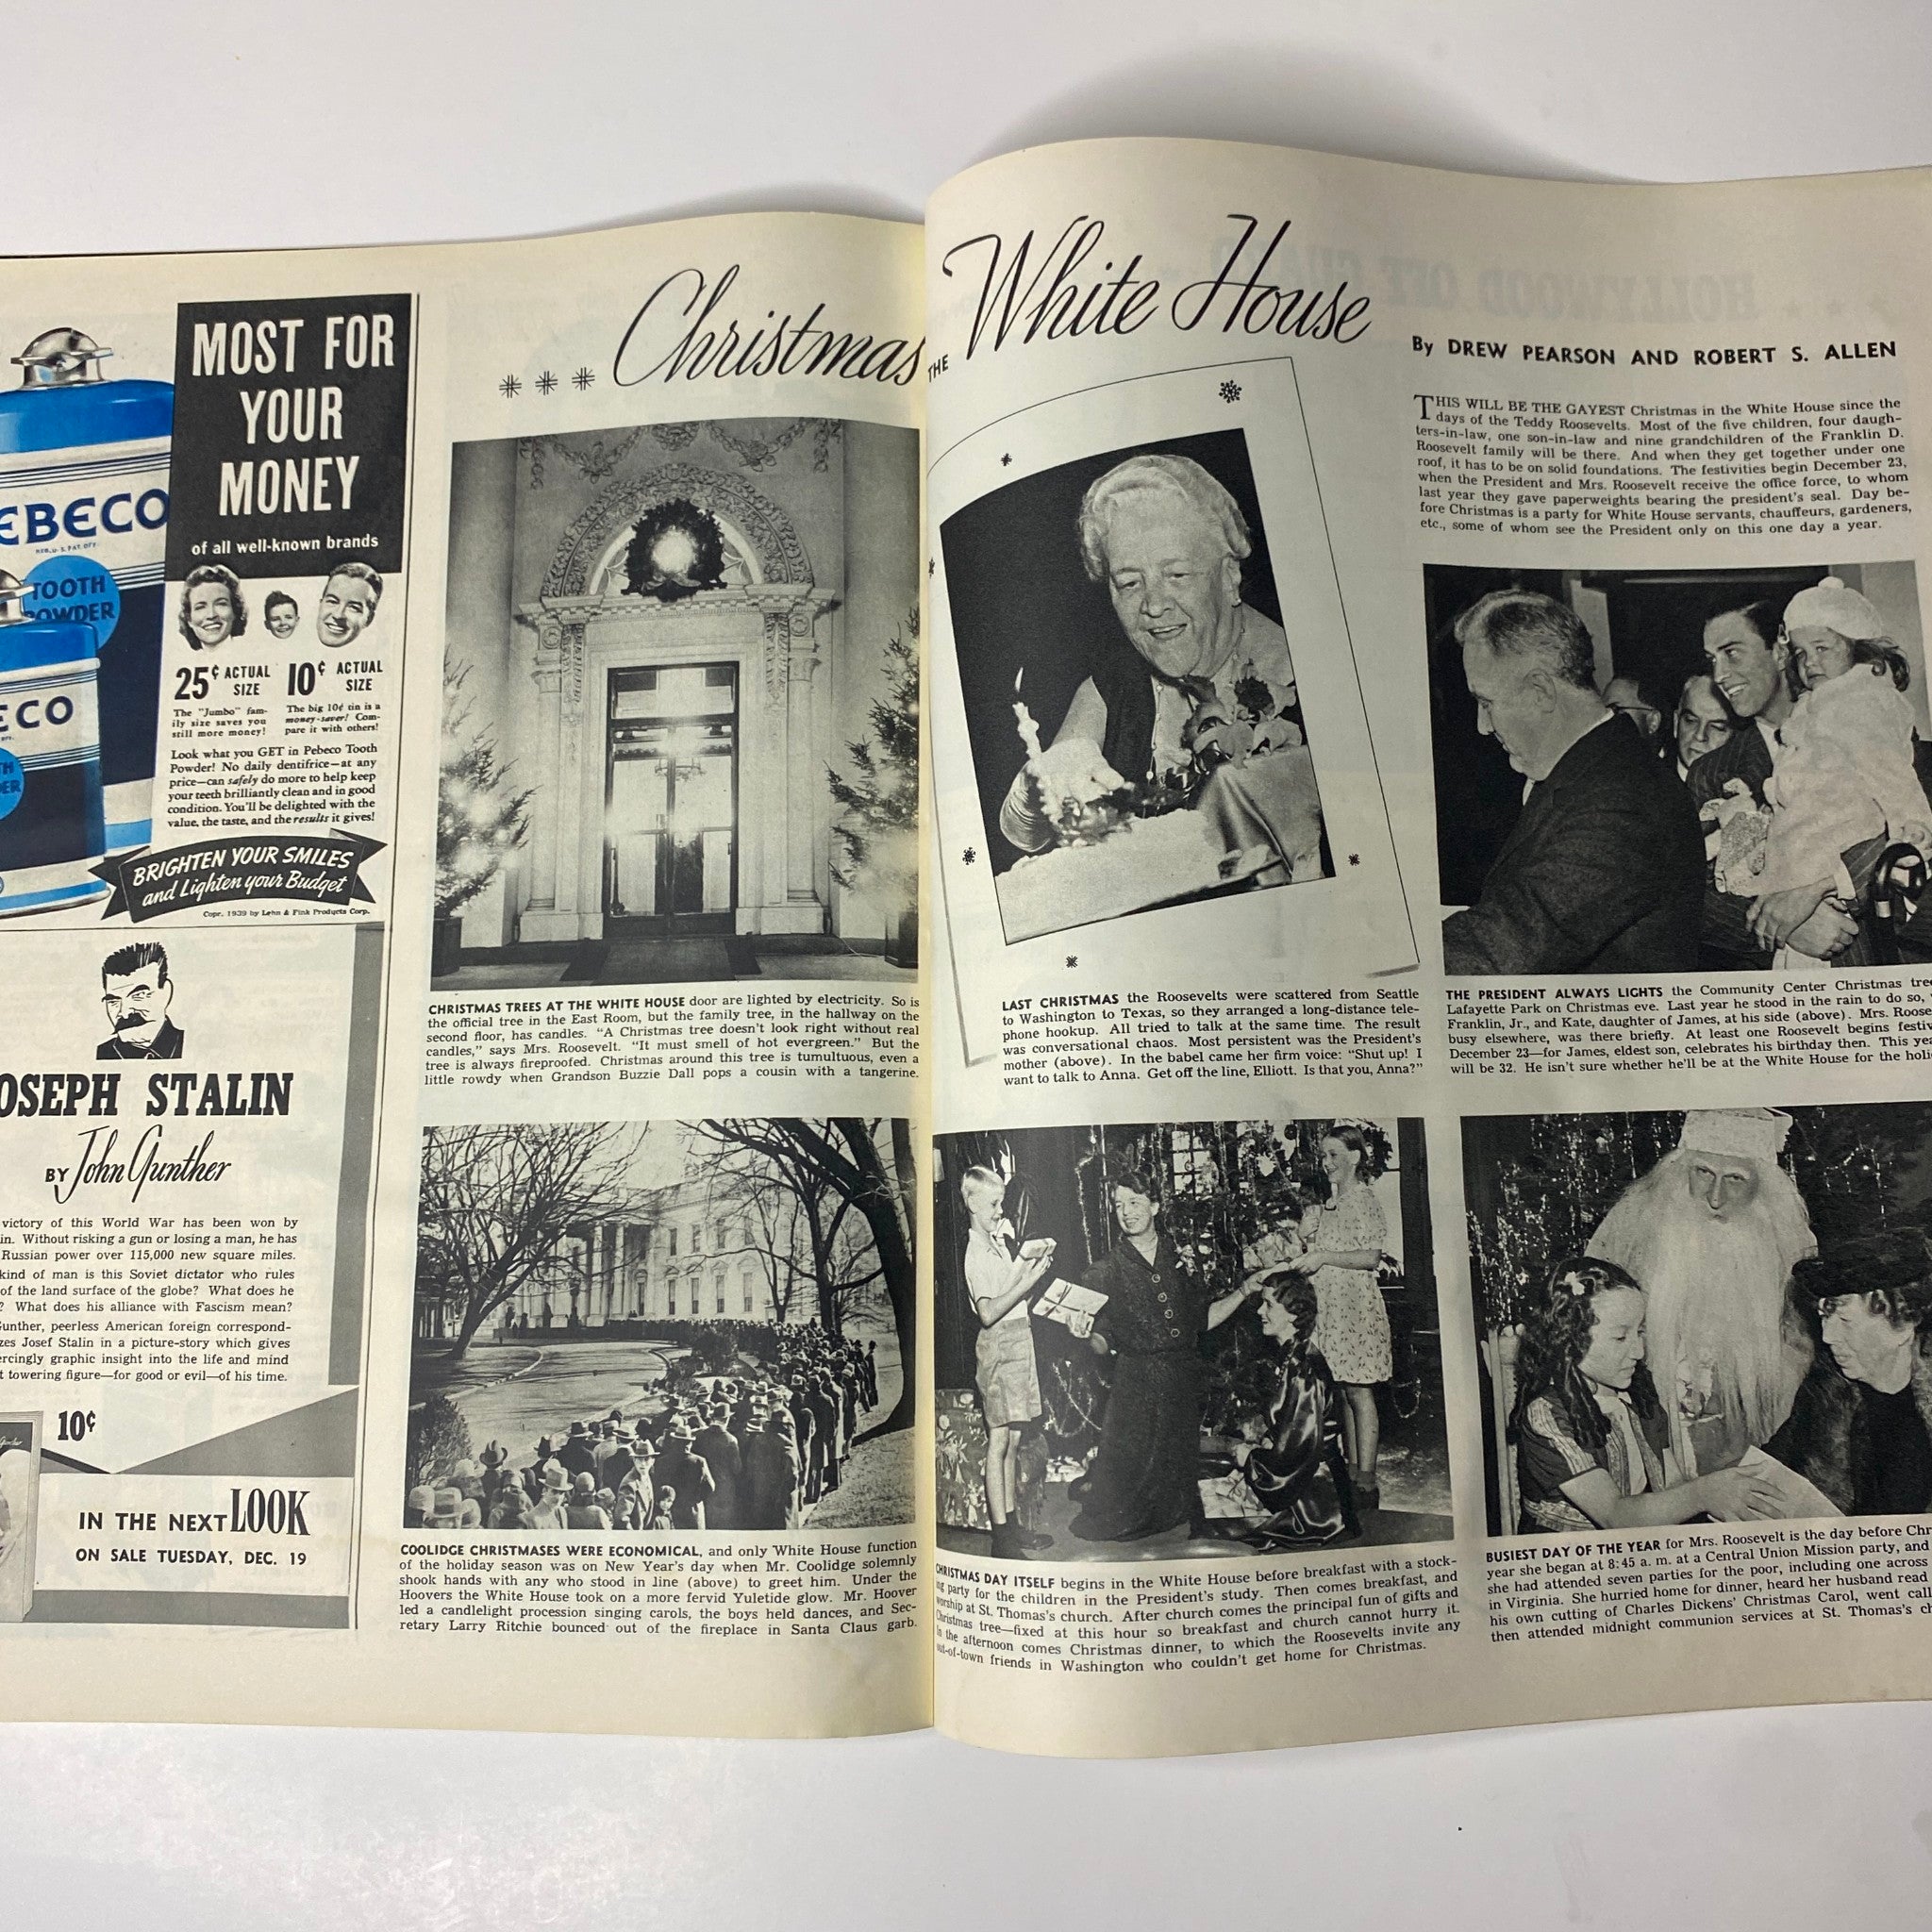 EBECO
REG. U. S. PAT. OFF.
TOOTH
POWDER
ECO
TH
DER
MOST FOR
YOUR
MONEY
of all well-known brands
25¢ ACTUAL SIZE
10¢ ACTUAL SIZE
The "Jumbo" fam-
ily size saves you
still more money!
The big 10¢ tin is a
money-saver! Com-
pare it with others!
Look what you GET in Pebeco Tooth
Powder! No daily dentifrice—at any
price—can safely do more to help keep
your teeth brilliantly clean and in good
condition. You'll be delighted with the
value, the taste, and the results it gives!
BRIGHTEN YOUR SMILES
and Lighten your Budget
Copr. 1939 by Lehn & Fink Products Corp.
OSEPH STALIN
BY John Gunther
victory of this World War has been won by
in. Without risking a gun or losing a man, he has
Russian power over 115,000 new square miles.
kind of man is this Soviet dictator who rules
of the land surface of the globe? What does he
? What does his alliance with Fascism mean?
Gunther, peerless American foreign correspond-
zes Josef Stalin in a picture-story which gives
ercingly graphic insight into the life and mind
t towering figure—for good or evil—of his time.
10¢
IN THE NEXT LOOK
ON SALE TUESDAY, DEC. 19
Christmas
CHRISTMAS TREES AT THE WHITE HOUSE door are lighted by electricity. So is
the official tree in the East Room, but the family tree, in the hallway on the
second floor, has candles. "A Christmas tree doesn't look right without real
candles," says Mrs. Roosevelt. "It must smell of hot evergreen." But the
tree is always fireproofed. Christmas around this tree is tumultuous, even a
little rowdy when Grandson Buzzie Dall pops a cousin with a tangerine.
COOLIDGE CHRISTMASES WERE ECONOMICAL, and only White House function
of the holiday season was on New Year's day when Mr. Coolidge solemnly
shook hands with any who stood in line (above) to greet him. Under the
Hoovers the White House took on a more fervid Yuletide glow. Mr. Hoover
led a candlelight procession singing carols, the boys held dances, and Sec-
retary Larry Ritchie bounced out of the fireplace in Santa Claus garb.
THE White House
By DREW PEARSON AND ROBERT S. ALLEN
THIS WILL BE THE GAYEST Christmas in the White House since the
days of the Teddy Roosevelts. Most of the five children, four daugh-
ters-in-law, one son-in-law and nine grandchildren of the Franklin D.
Roosevelt family will be there. And when they get together under one
roof, it has to be on solid foundations. The festivities begin December 23,
when the President and Mrs. Roosevelt receive the office force, to whom
last year they gave paperweights bearing the president's seal. Day be-
fore Christmas is a party for White House servants, chauffeurs, gardeners,
etc., some of whom see the President only on this one day a year.
LAST CHRISTMAS the Roosevelts were scattered from Seattle
to Washington to Texas, so they arranged a long-distance tele-
phone hookup. All tried to talk at the same time. The result
was conversational chaos. Most persistent was the President's
mother (above). In the babel came her firm voice: "Shut up! I
want to talk to Anna. Get off the line, Elliott. Is that you, Anna?"
THE PRESIDENT ALWAYS LIGHTS the Community Center Christmas tree
Lafayette Park on Christmas eve. Last year he stood in the rain to do so,
Franklin, Jr., and Kate, daughter of James, at his side (above). Mrs. Roose
busy elsewhere, was there briefly. At least one Roosevelt begins festiv
December 23—for James, eldest son, celebrates his birthday then. This yea
will be 32. He isn't sure whether he'll be at the White House for the holi
CHRISTMAS DAY ITSELF begins in the White House before breakfast with a stock-
ing party for the children in the President's study. Then comes breakfast, and
worship at St. Thomas's church. After church comes the principal fun of gifts and
Christmas tree—fixed at this hour so breakfast and church cannot hurry it.
In the afternoon comes Christmas dinner, to which the Roosevelts invite any
out-of-town friends in Washington who couldn't get home for Christmas.
BUSIEST DAY OF THE YEAR for Mrs. Roosevelt is the day before Chr
year she began at 8:45 a. m. at a Central Union Mission party, and
she had attended seven parties for the poor, including one across
in Virginia. She hurried home for dinner, heard her husband read
his own cutting of Charles Dickens' Christmas Carol, went call
then attended midnight communion services at St. Thomas's ch